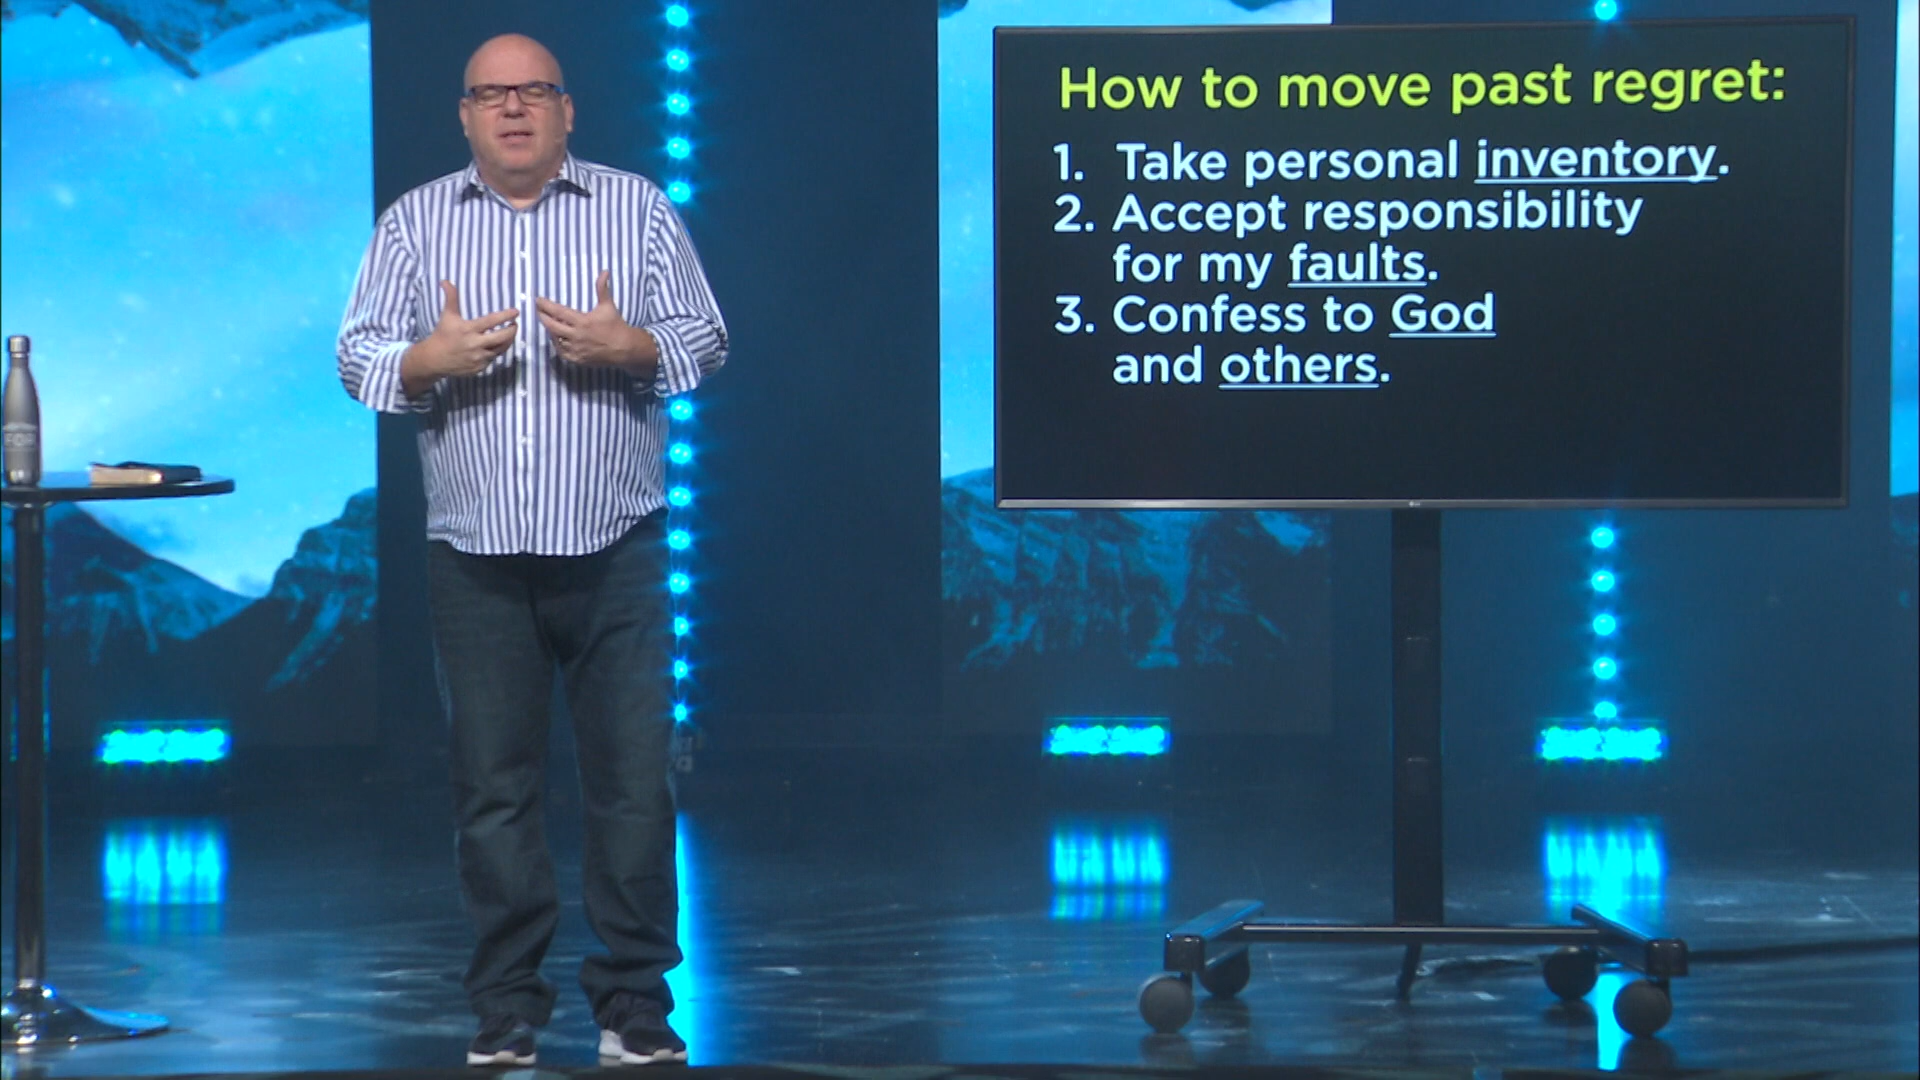 How to move past regret:
1. Take personal inventory.
2. Accept responsibility
for my faults.
3. Confess to God
and others.
FOR